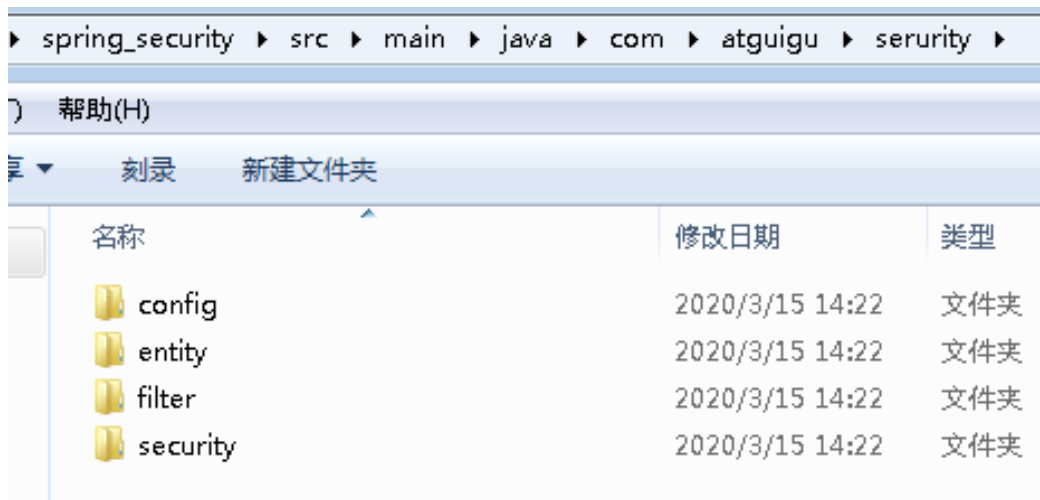 spring_security ▸ src ▸ main ▸ java ▸ com ▸ atguigu ▸ serurity ▸
帮助(H)
刻录 新建文件夹
名称 修改日期 类型
config 2020/3/15 14:22 文件夹
entity 2020/3/15 14:22 文件夹
filter 2020/3/15 14:22 文件夹
security 2020/3/15 14:22 文件夹